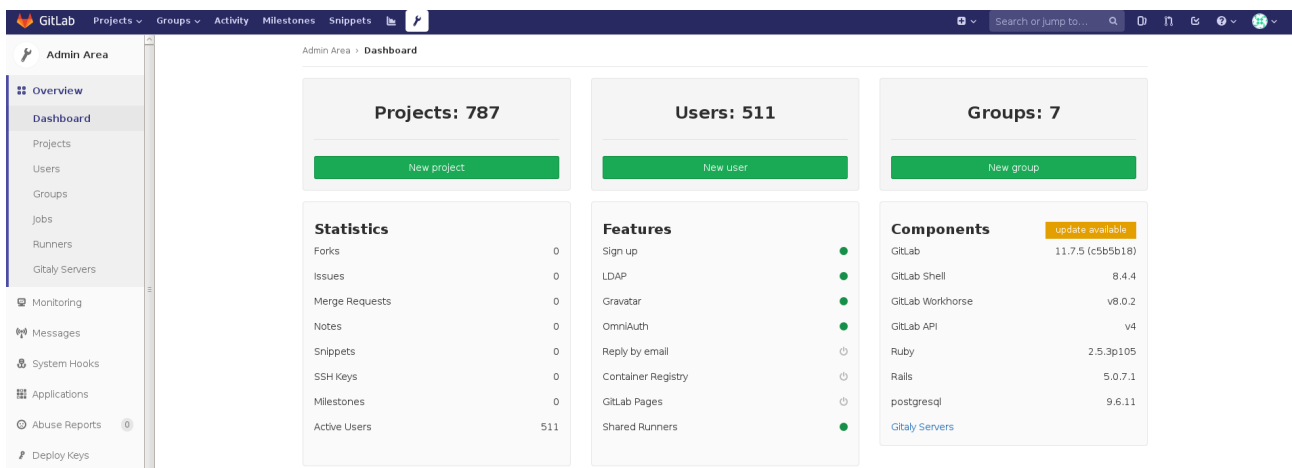 GitLab Projects Groups Activity Milestones Snippets Search or jump to...
Admin Area
Overview
Dashboard
Projects
Users
Groups
Jobs
Runners
Gitaly Servers
Monitoring
Messages
System Hooks
Applications
Abuse Reports 0
Deploy Keys
Admin Area › Dashboard
Projects: 787
New project
Users: 511
New user
Groups: 7
New group
Statistics
Forks 0
Issues 0
Merge Requests 0
Notes 0
Snippets 0
SSH Keys 0
Milestones 0
Active Users 511
Features
Sign up
LDAP
Gravatar
OmniAuth
Reply by email
Container Registry
GitLab Pages
Shared Runners
Components update available
GitLab 11.7.5 (c5b5b18)
GitLab Shell 8.4.4
GitLab Workhorse v8.0.2
GitLab API v4
Ruby 2.5.3p105
Rails 5.0.7.1
postgresql 9.6.11
Gitaly Servers